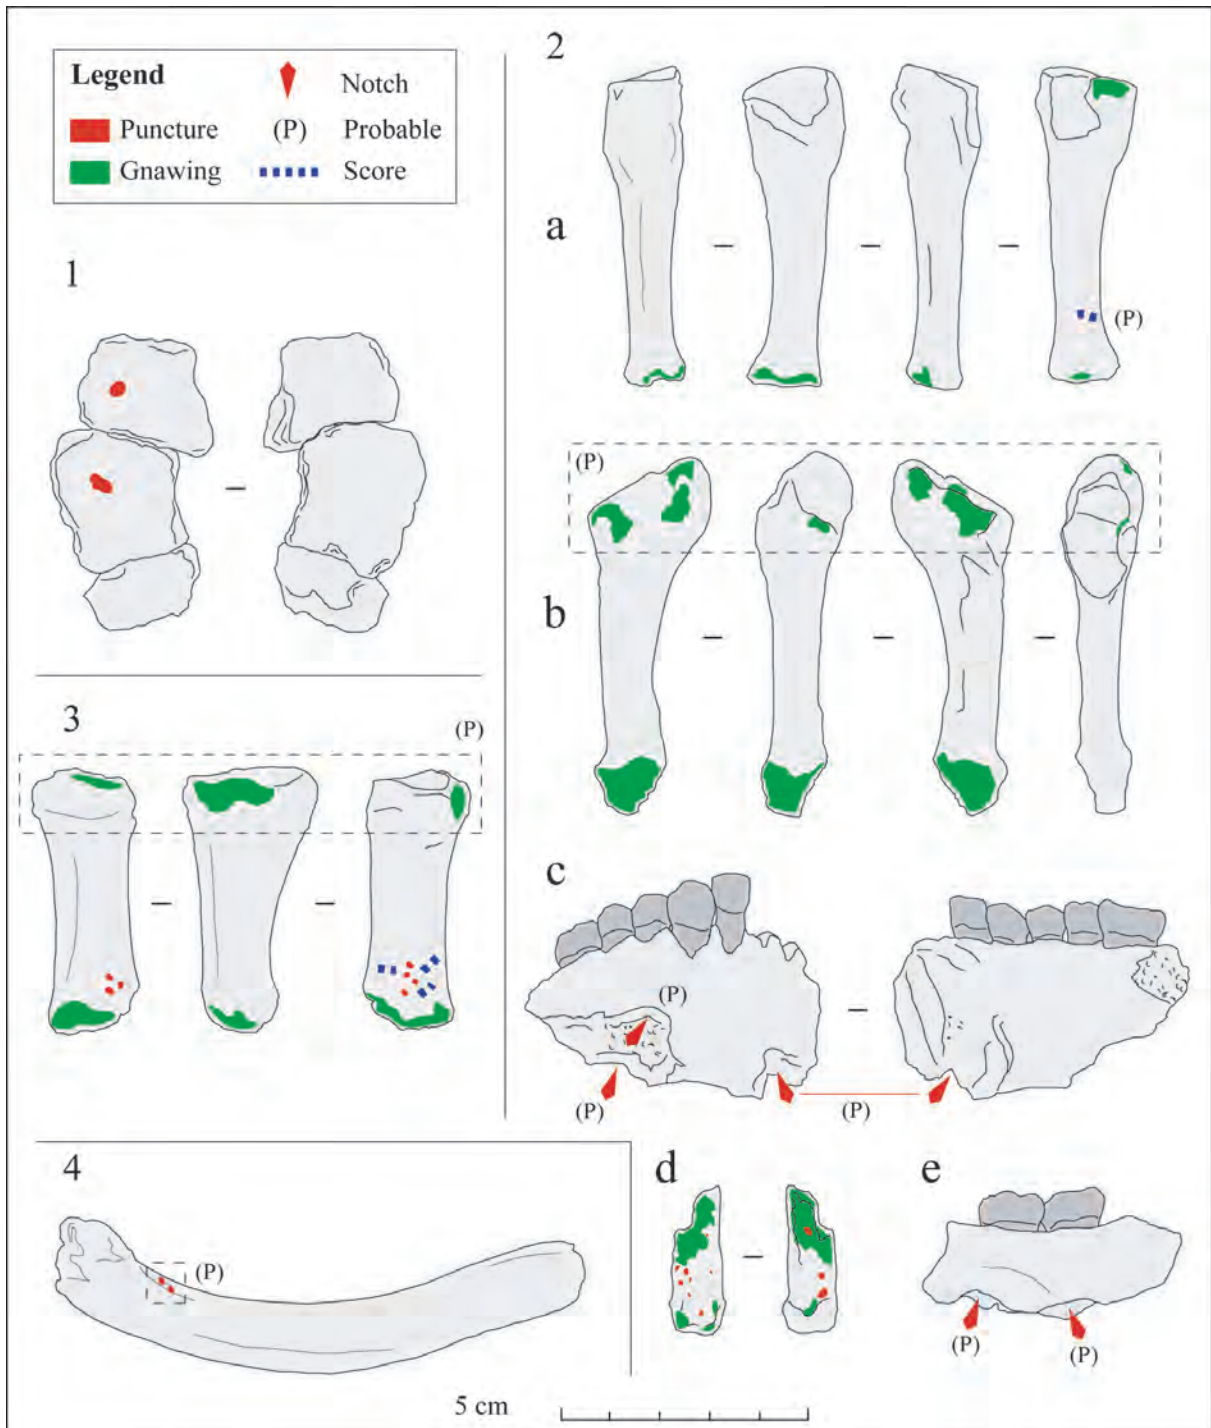 Legend
Notch
Puncture
(P) Probable
Gnawing
Score
1
2
a
(P)
(P)
b
3
(P)
c
(P)
(P)
(P)
4
(P)
d
e
(P)
(P)
5 cm